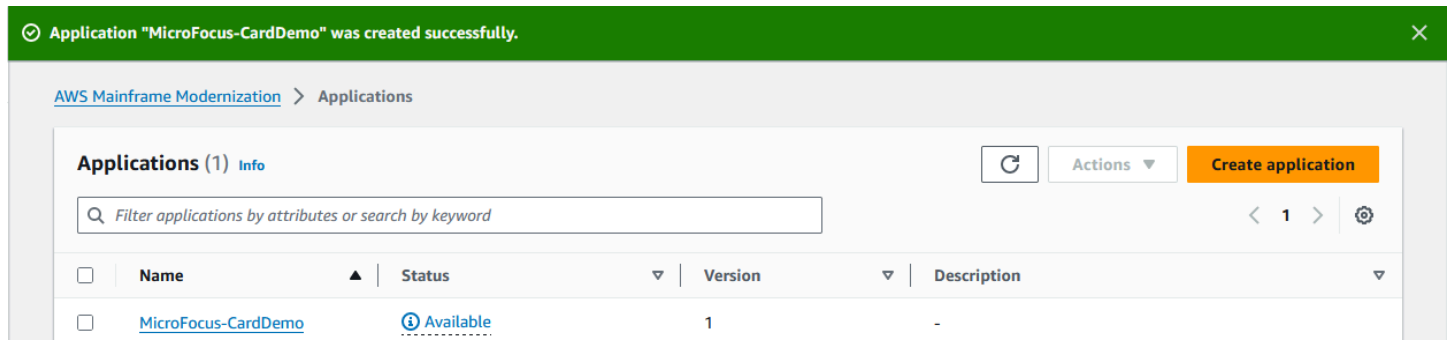 Application "MicroFocus-CardDemo" was created successfully.
AWS Mainframe Modernization > Applications
Applications (1) Info
Actions
Create application
Filter applications by attributes or search by keyword
1
Name Status Version Description
MicroFocus-CardDemo Available 1 -